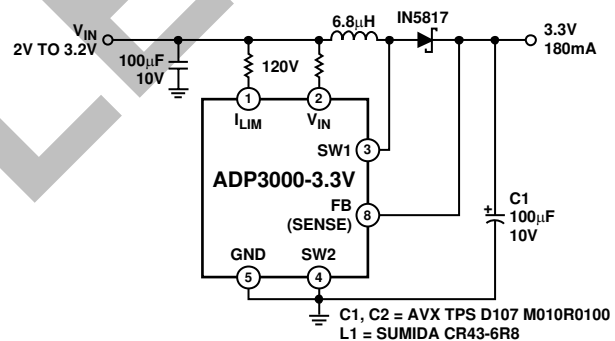 VIN
2V TO 3.2V
100μF
10V
120V
6.8μH
IN5817
3.3V
180mA
1
2
ILIM
VIN
SW1
3
ADP3000-3.3V
FB
(SENSE)
8
GND
SW2
5
4
C1
100μF
10V
+
C1, C2 = AVX TPS D107 M010R0100
L1 = SUMIDA CR43-6R8